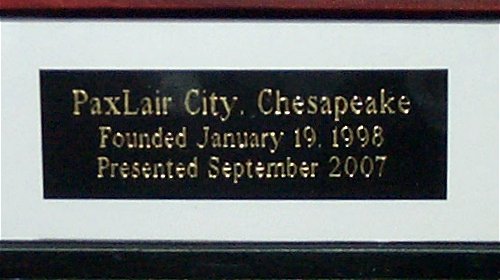 PaxLair City, Chesapeake
Founded January 19, 1998
Presented September 2007